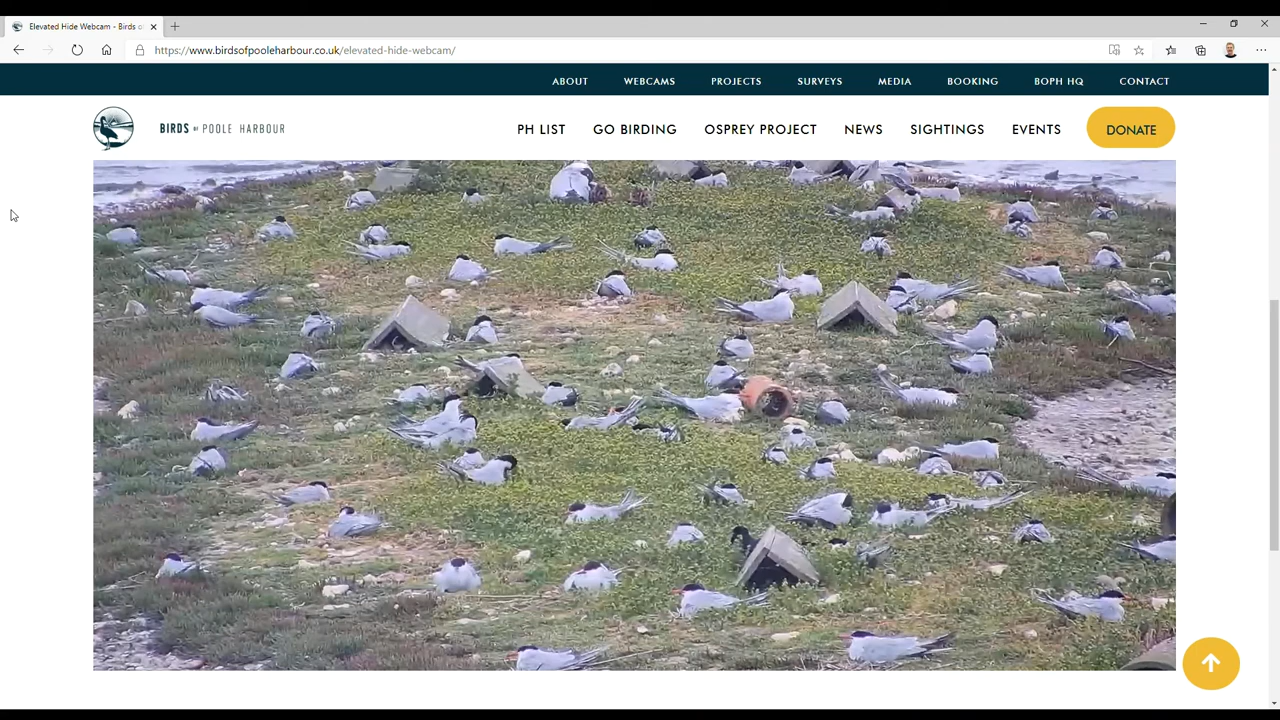 Elevated Hide Webcam - Birds o
https://www.birdsofpooleharbour.co.uk/elevated-hide-webcam/
ABOUT WEBCAMS PROJECTS SURVEYS MEDIA BOOKING BOPH HQ CONTACT
BIRDS OF POOLE HARBOUR PH LIST GO BIRDING OSPREY PROJECT NEWS SIGHTINGS EVENTS DONATE